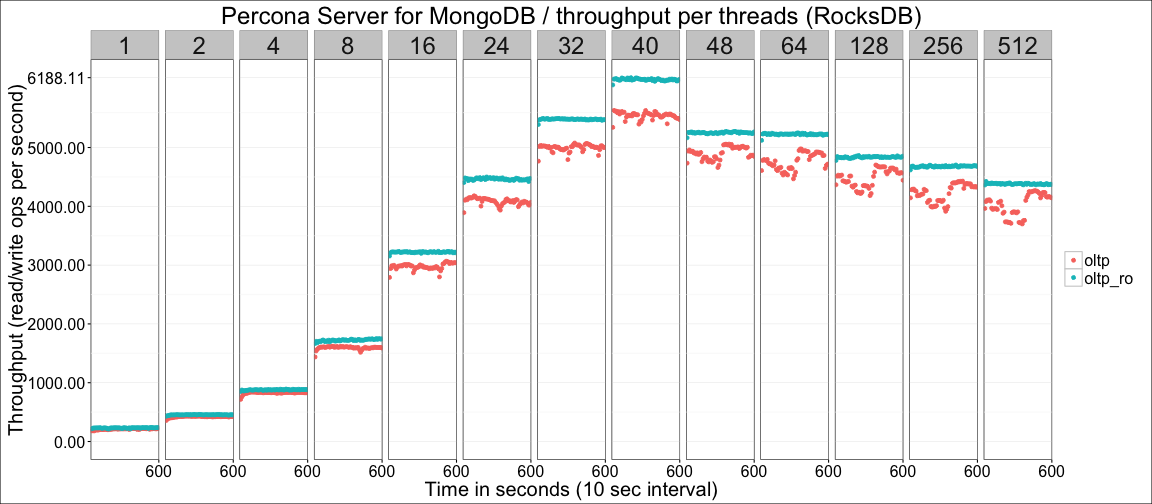 Percona Server for MongoDB / throughput per threads (RocksDB)
1 2 4 8 16 24 32 40 48 64 128 256 512
Throughput (read/write ops per second)
6188.11
5000.00
4000.00
3000.00
2000.00
1000.00
0.00
oltp
oltp_ro
600 600 600 600 600 600 600 600 600 600 600 600 600
Time in seconds (10 sec interval)